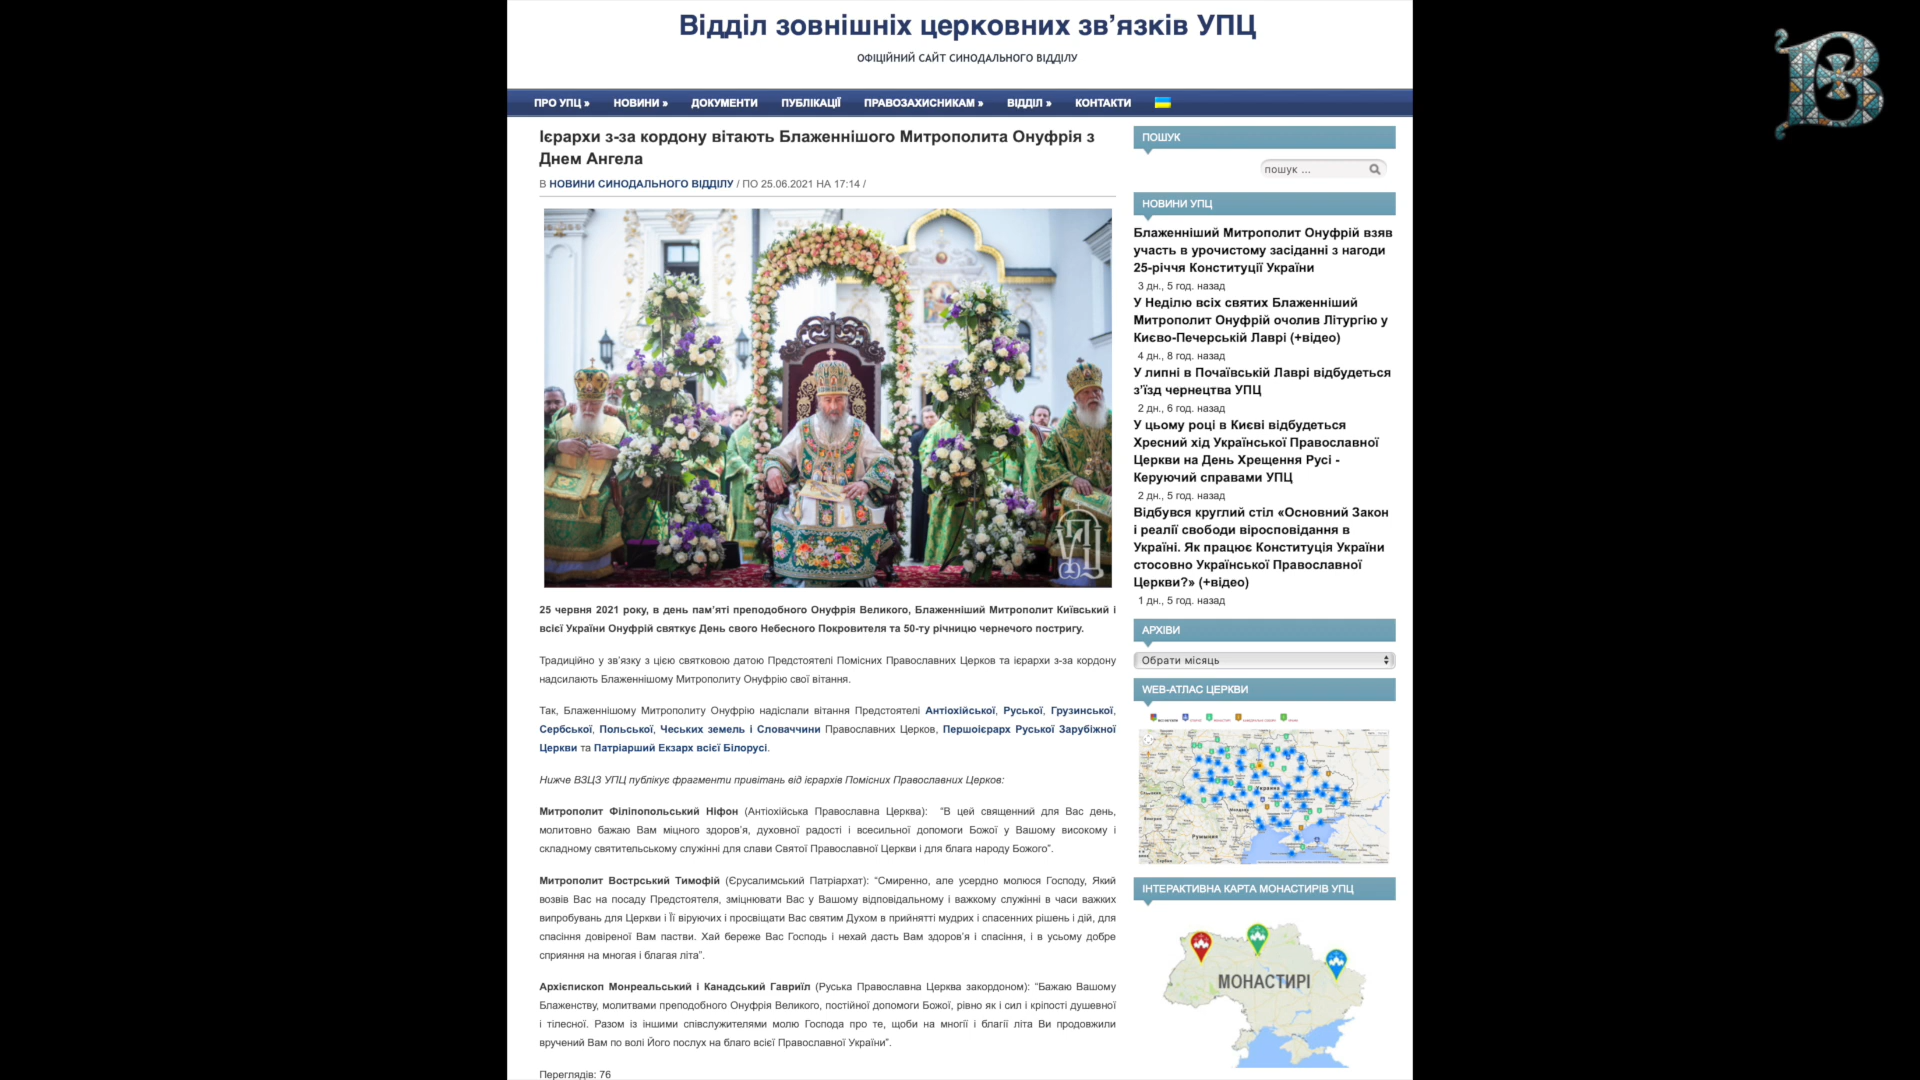 Відділ зовнішніх церковних зв’язків УПЦ
ОФІЦІЙНИЙ САЙТ СИНОДАЛЬНОГО ВІДДІЛУ
ПРО УПЦ » НОВИНИ » ДОКУМЕНТИ ПУБЛІКАЦІЇ ПРАВОЗАХИСНИКАМ » ВІДДІЛ » КОНТАКТИ
Ієрархи з-за кордону вітають Блаженнішого Митрополита Онуфрія з
Днем Ангела
В НОВИНИ СИНОДАЛЬНОГО ВІДДІЛУ / ПО 25.06.2021 НА 17:14 /
УПЦ
25 червня 2021 року, в день пам’яті преподобного Онуфрія Великого, Блаженніший Митрополит Київський і
всієї України Онуфрій святкує День свого Небесного Покровителя та 50-ту річницю чернечого постригу.
Традиційно у зв’язку з цією святковою датою Предстоятелі Помісних Православних Церков та ієрархи з-за кордону
надсилають Блаженнішому Митрополиту Онуфрію свої вітання.
Так, Блаженнішому Митрополиту Онуфрію надіслали вітання Предстоятелі Антіохійської, Руської, Грузинської,
Сербської, Польської, Чеських земель і Словаччини Православних Церков, Першоієрарх Руської Зарубіжної
Церкви та Патріарший Екзарх всієї Білорусі.
Нижче ВЗЦЗ УПЦ публікує фрагменти привітань від ієрархів Помісних Православних Церков:
Митрополит Філіпопольський Ніфон (Антіохійська Православна Церква): “В цей священний для Вас день,
молитовно бажаю Вам міцного здоров’я, духовної радості і всесильної допомоги Божої у Вашому високому і
складному святительському служінні для слави Святої Православної Церкви і для блага народу Божого”.
Митрополит Вострський Тимофій (Єрусалимський Патріархат): “Смиренно, але усердно молюся Господу, Який
возвів Вас на посаду Предстоятеля, зміцнювати Вас у Вашому відповідальному і важкому служінні в часи важких
випробувань для Церкви і Її віруючих і просвіщати Вас святим Духом в прийнятті мудрих і спасенних рішень і дій, для
спасіння довіреної Вам пастви. Хай береже Вас Господь і нехай дасть Вам здоров’я і спасіння, і в усьому добре
сприяння на многая і благая літа”.
Архієпископ Монреальський і Канадський Гавриїл (Руська Православна Церква закордоном): “Бажаю Вашому
Блаженству, молитвами преподобного Онуфрія Великого, постійної допомоги Божої, рівно як і сил і кріпості душевної
і тілесної. Разом із іншими співслужителями молю Господа про те, щоби на многії і благії літа Ви продовжили
вручений Вам по волі Його послух на благо всієї Православної України”.
Переглядів: 76
ПОШУК
пошук ...
НОВИНИ УПЦ
Блаженніший Митрополит Онуфрій взяв
участь в урочистому засіданні з нагоди
25-річчя Конституції України
3 дн., 5 год. назад
У Неділю всіх святих Блаженніший
Митрополит Онуфрій очолив Літургію у
Києво-Печерській Лаврі (+відео)
4 дн., 8 год. назад
У липні в Почаївській Лаврі відбудеться
з’їзд чернецтва УПЦ
2 дн., 6 год. назад
У цьому році в Києві відбудеться
Хресний хід Української Православної
Церкви на День Хрещення Русі -
Керуючий справами УПЦ
2 дн., 5 год. назад
Відбувся круглий стіл «Основний Закон
і реалії свободи віросповідання в
Україні. Як працює Конституція України
стосовно Української Православної
Церкви?» (+відео)
1 дн., 5 год. назад
АРХІВИ
Обрати місяць
WEB-АТЛАС ЦЕРКВИ
Украина
Румыния
ІНТЕРАКТИВНА КАРТА МОНАСТИРІВ УПЦ
МОНАСТИРІ
В